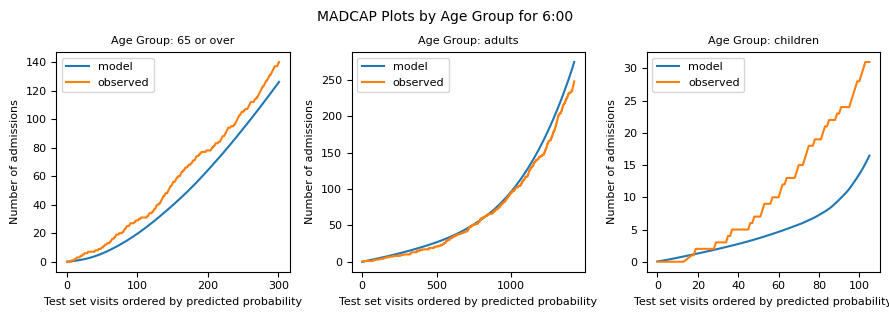 MADCAP Plots by Age Group for 6:00
Age Group: 65 or over
model
observed
Number of admissions
0
20
40
60
80
100
120
140
0
100
200
300
Test set visits ordered by predicted probability
Age Group: adults
model
observed
Number of admissions
0
50
100
150
200
250
0
500
1000
Test set visits ordered by predicted probability
Age Group: children
model
observed
Number of admissions
0
5
10
15
20
25
30
0
20
40
60
80
100
Test set visits ordered by predicted probability